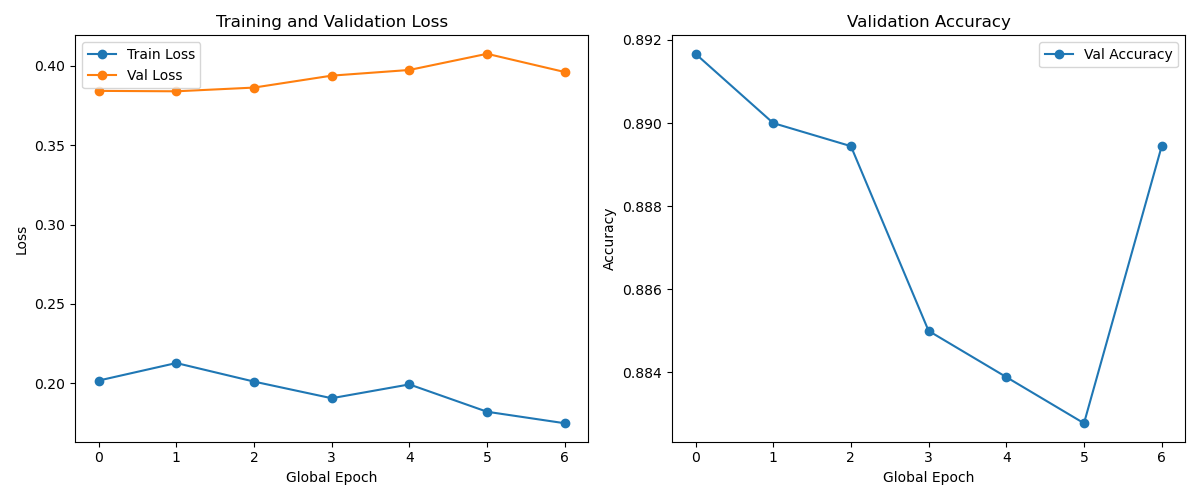 Training and Validation Loss
Train Loss
Val Loss
0.40
0.35
0.30
0.25
0.20
Loss
0 1 2 3 4 5 6
Global Epoch
Validation Accuracy
Val Accuracy
0.892
0.890
0.888
0.886
0.884
Accuracy
0 1 2 3 4 5 6
Global Epoch